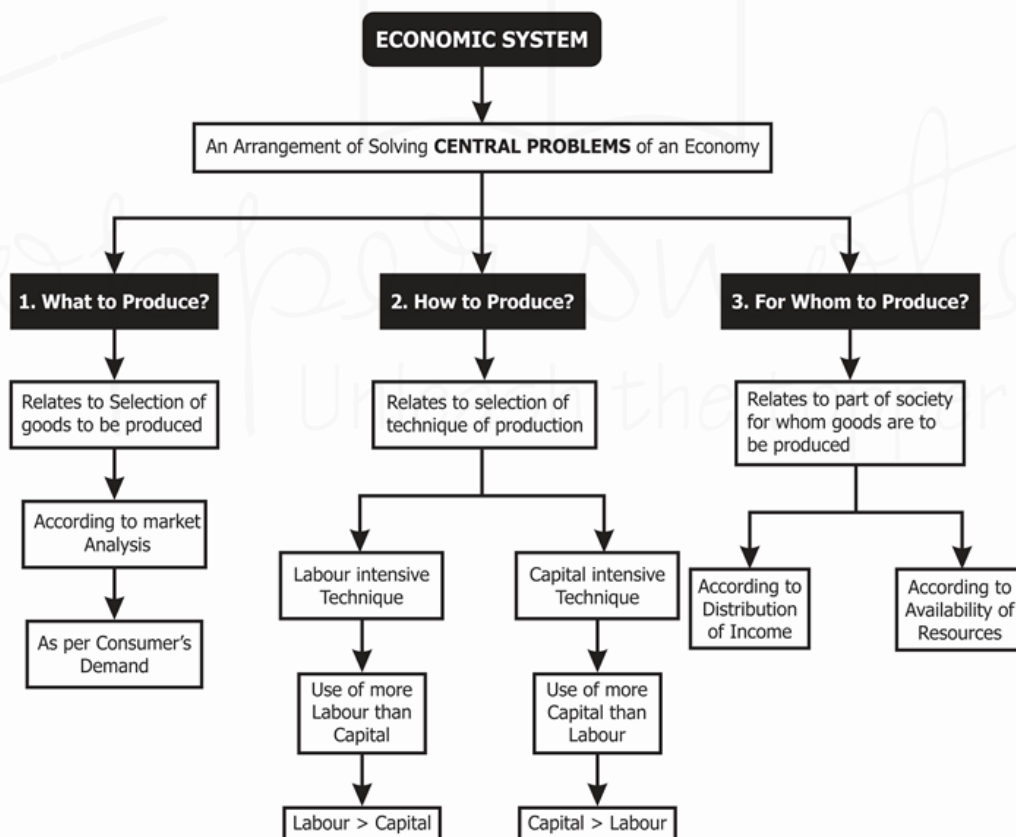 ECONOMIC SYSTEM
An Arrangement of Solving CENTRAL PROBLEMS of an Economy
1. What to Produce?
Relates to Selection of
goods to be produced
According to market
Analysis
As per Consumer's
Demand
2. How to Produce?
Relates to selection of
technique of production
Labour intensive
Technique
Use of more
Labour than
Capital
Labour > Capital
Capital intensive
Technique
Use of more
Capital than
Labour
Capital > Labour
3. For Whom to Produce?
Relates to part of society
for whom goods are to
be produced
According to
Distribution
of Income
According to
Availability of
Resources
Unleash the topper